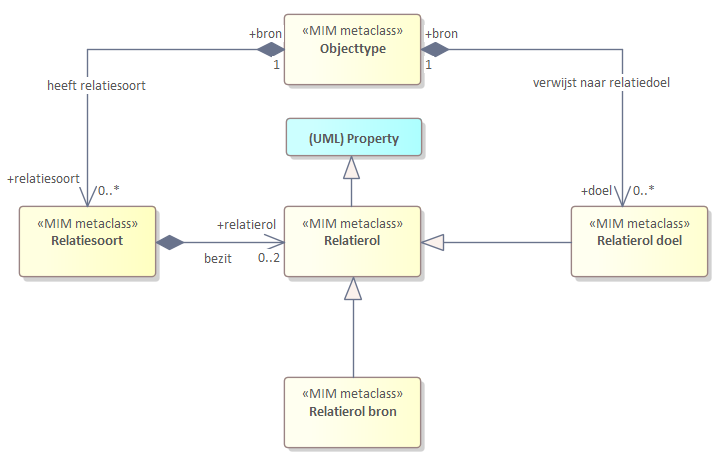 «MIM metaclass»
Objecttype
+bron
1
+bron
1
heeft relatiesoort
verwijst naar relatiedoel
(UML) Property
+relatiesoort
0..*
+doel
0..*
«MIM metaclass»
Relatiesoort
+relatierol
bezit
0..2
«MIM metaclass»
Relatierol
«MIM metaclass»
Relatierol doel
«MIM metaclass»
Relatierol bron